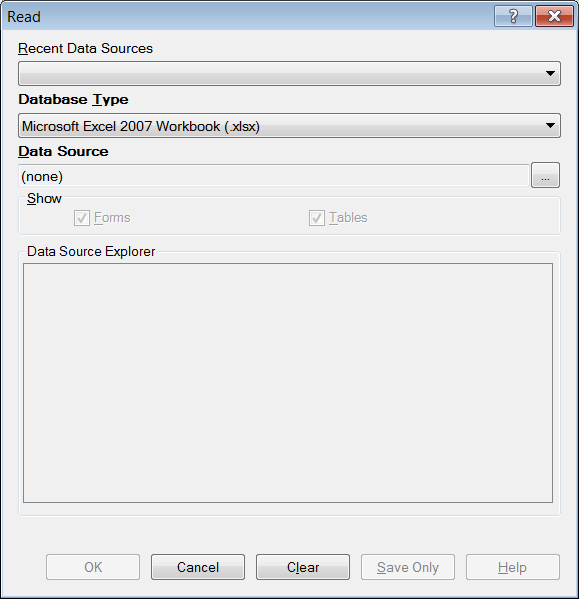 Read
?
Recent Data Sources
Database Type
Microsoft Excel 2007 Workbook (.xlsx)
Data Source
(none)
...
Show
Forms Tables
Data Source Explorer
OK Cancel Clear Save Only Help